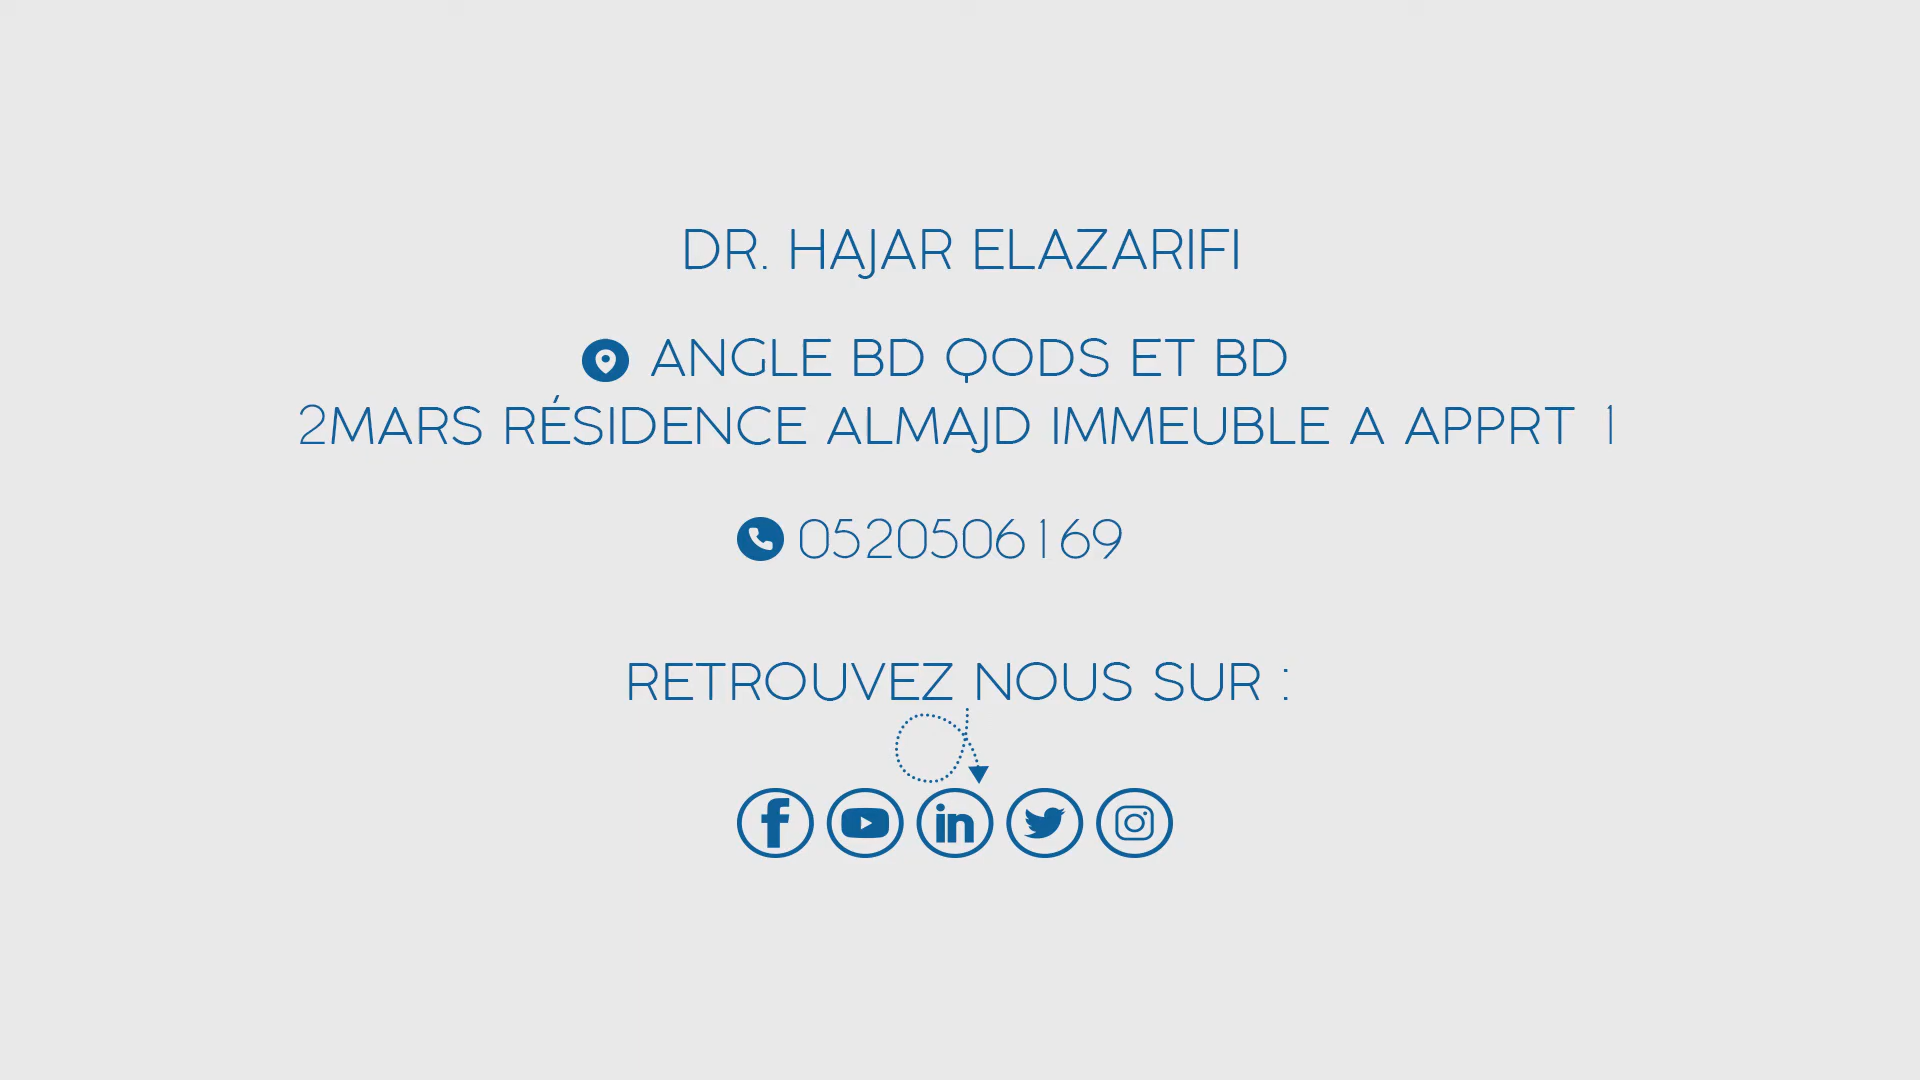 DR. HAJAR ELAZARIFI
ANGLE BD QODS ET BD
2MARS RÉSIDENCE ALMAJD IMMEUBLE A APPRT 1
0520506169
RETROUVEZ NOUS SUR :